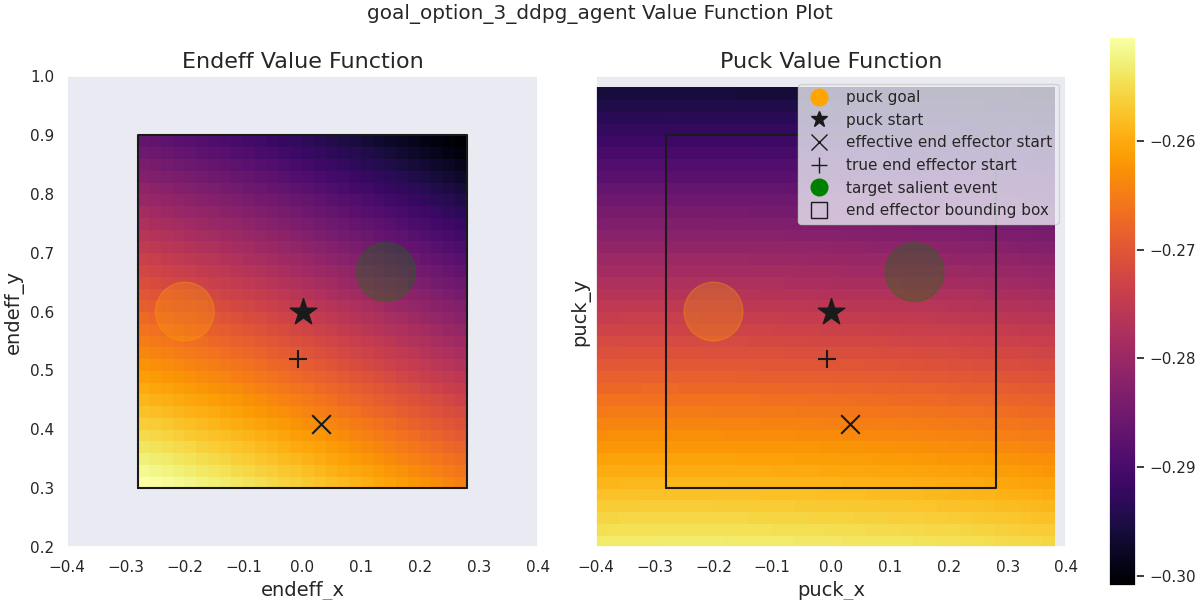 goal_option_3_ddpg_agent Value Function Plot
Endeff Value Function
1.0
0.9
0.8
0.7
0.6
0.5
0.4
0.3
0.2
endeff_y
−0.4 −0.3 −0.2 −0.1 0.0 0.1 0.2 0.3 0.4
endeff_x
Puck Value Function
puck goal
puck start
effective end effector start
true end effector start
target salient event
end effector bounding box
puck_y
−0.4 −0.3 −0.2 −0.1 0.0 0.1 0.2 0.3 0.4
puck_x
−0.26
−0.27
−0.28
−0.29
−0.30